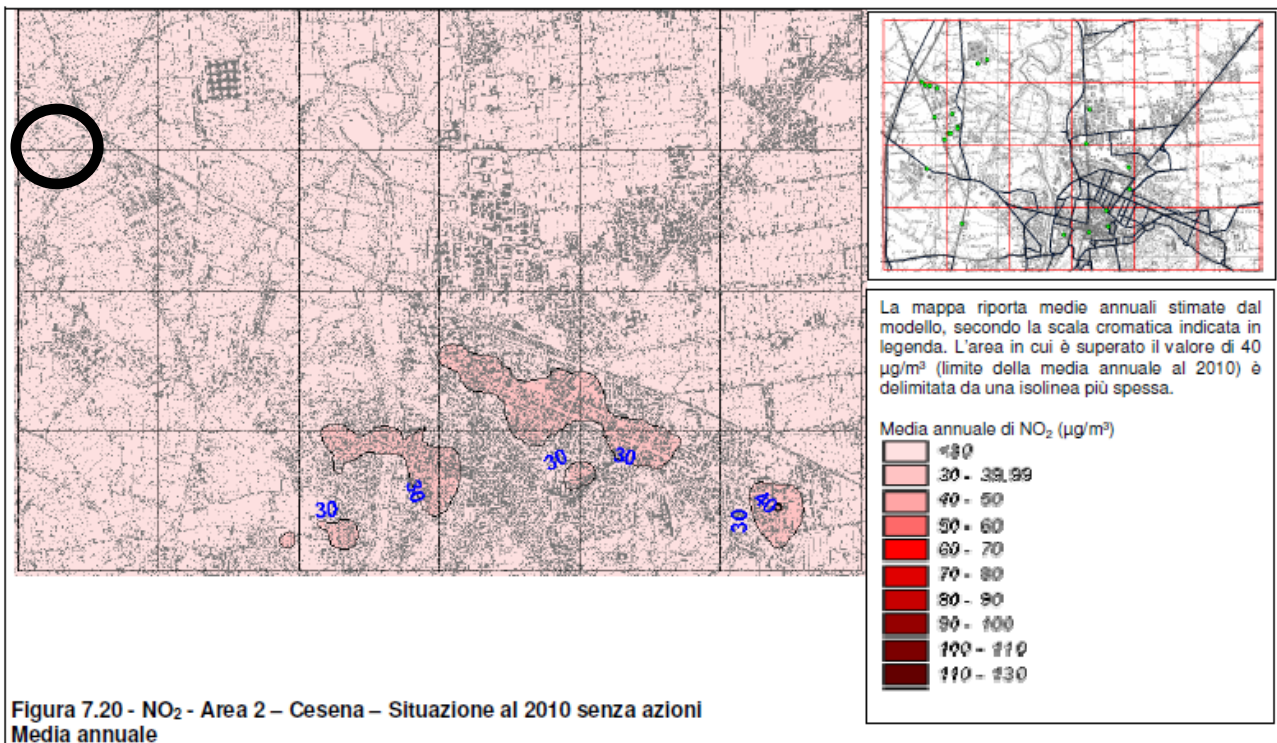 30
30
30
30
30
40
La mappa riporta medie annuali stimate dal
modello, secondo la scala cromatica indicata in
legenda. L'area in cui è superato il valore di 40
µg/m³ (limite della media annuale al 2010) è
delimitata da una isolinea più spessa.
Media annuale di NO₂ (µg/m³)
<30
30 - 39,99
40 - 50
50 - 60
60 - 70
70 - 80
80 - 90
90 - 100
100 - 110
110 - 130
Figura 7.20 - NO₂ - Area 2 – Cesena – Situazione al 2010 senza azioni
Media annuale